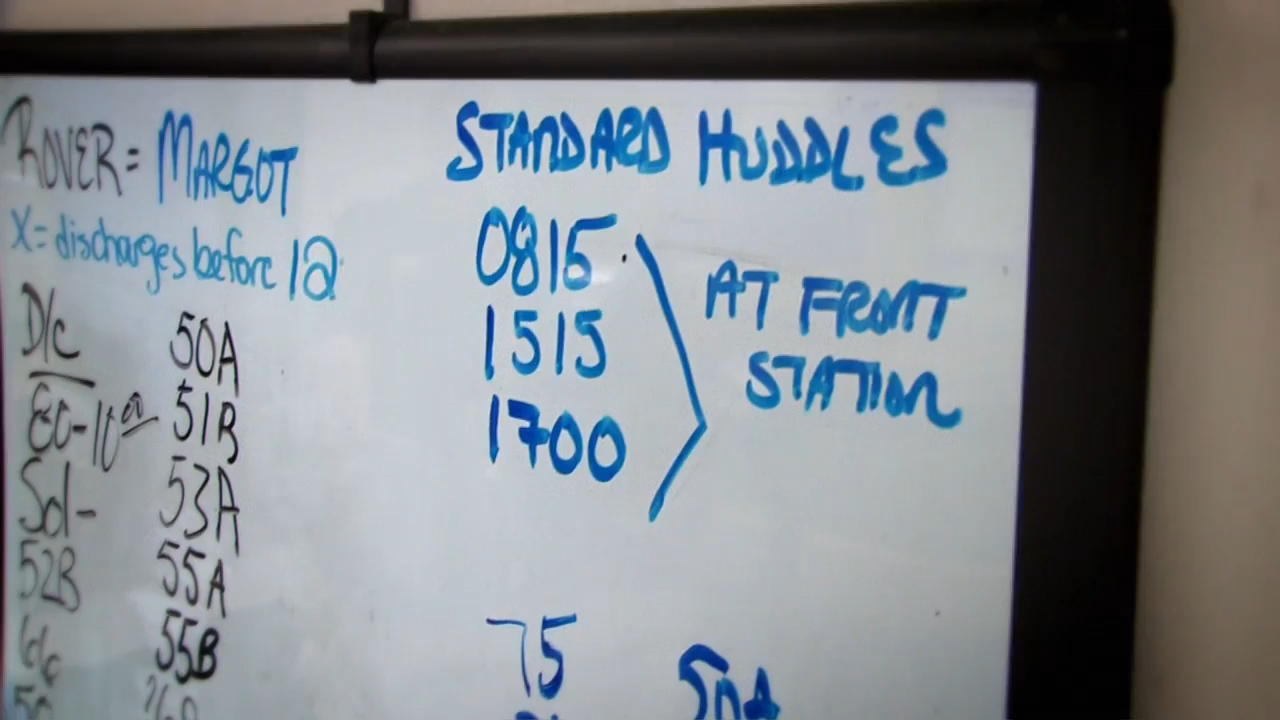 ROVER = MARGOT
X = discharges before 12
D/c 50A
51B
53A
52B 55A
55B
STANDARD HUDDLES
0815
1515
1700
AT FRONT
STATION
75
50A